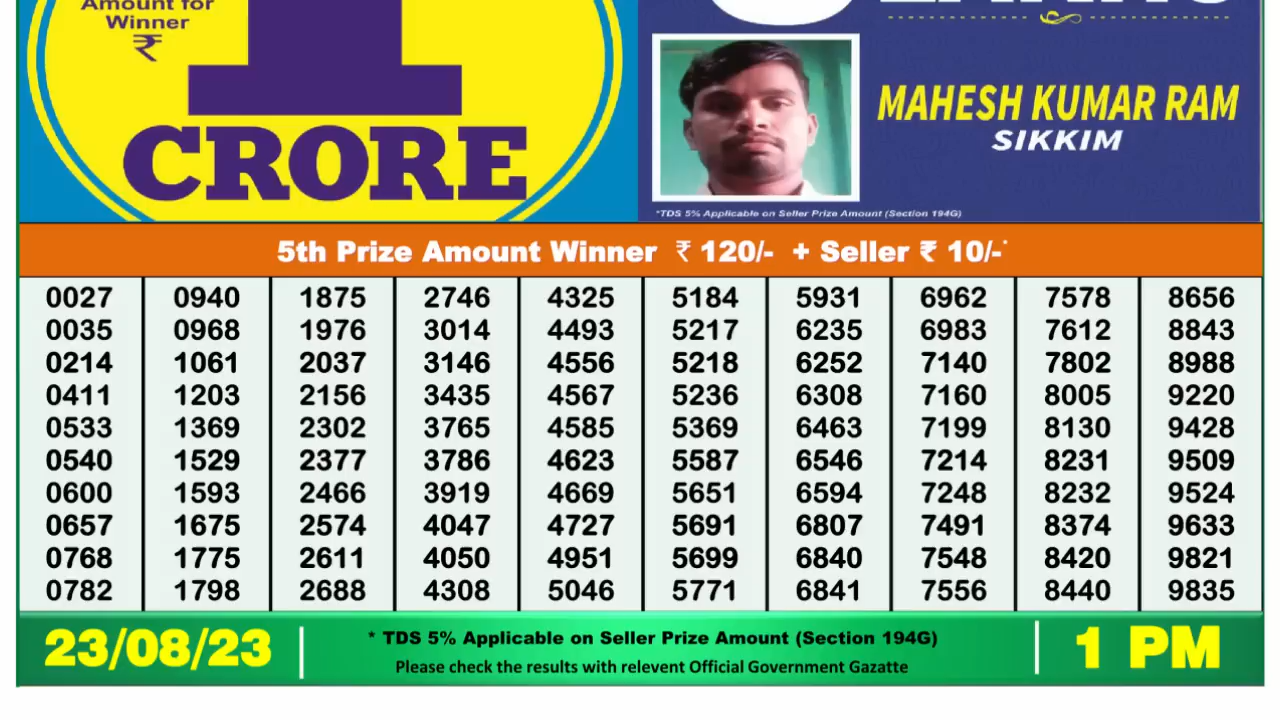 Amount for
Winner
₹
1
CRORE
MAHESH KUMAR RAM
SIKKIM
*TDS 5% Applicable on Seller Prize Amount (Section 194G)
5th Prize Amount Winner ₹ 120/- + Seller ₹ 10/-*
0027 0940 1875 2746 4325 5184 5931 6962 7578 8656
0035 0968 1976 3014 4493 5217 6235 6983 7612 8843
0214 1061 2037 3146 4556 5218 6252 7140 7802 8988
0411 1203 2156 3435 4567 5236 6308 7160 8005 9220
0533 1369 2302 3765 4585 5369 6463 7199 8130 9428
0540 1529 2377 3786 4623 5587 6546 7214 8231 9509
0600 1593 2466 3919 4669 5651 6594 7248 8232 9524
0657 1675 2574 4047 4727 5691 6807 7491 8374 9633
0768 1775 2611 4050 4951 5699 6840 7548 8420 9821
0782 1798 2688 4308 5046 5771 6841 7556 8440 9835
23/08/23
* TDS 5% Applicable on Seller Prize Amount (Section 194G)
Please check the results with relevent Official Government Gazatte
1 PM